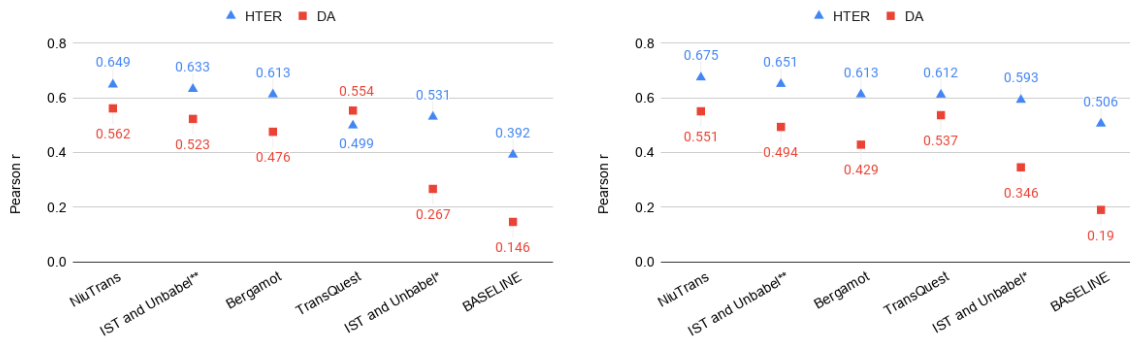 HTER DA
0.8
0.649
0.633
0.613
0.554
0.531
0.6
0.562
0.523
0.499
0.476
0.4
0.392
0.267
0.2
0.146
0.0
Pearson r
NiuTrans
IST and Unbabel**
Bergamot
TransQuest
IST and Unbabel*
BASELINE
HTER DA
0.8
0.675
0.651
0.613
0.612
0.593
0.6
0.551
0.537
0.506
0.494
0.429
0.4
0.346
0.2
0.19
0.0
Pearson r
NiuTrans
IST and Unbabel**
Bergamot
TransQuest
IST and Unbabel*
BASELINE